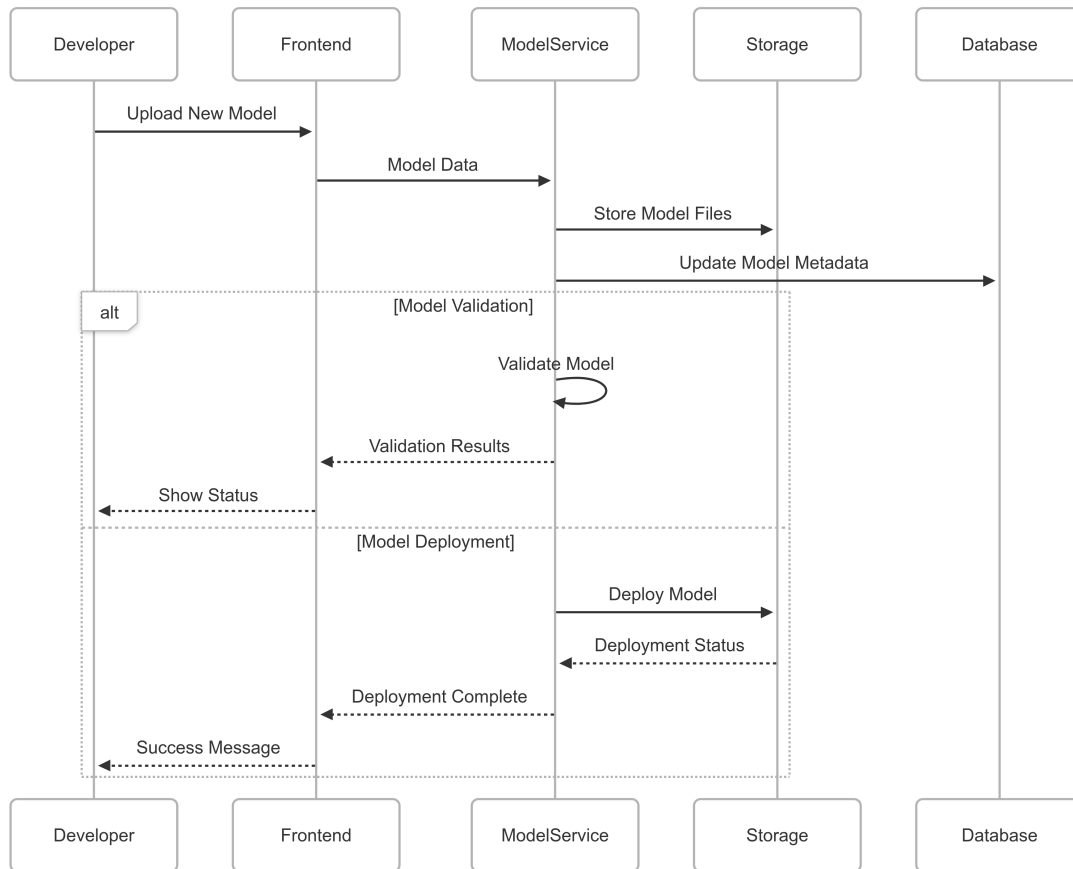 Developer
Frontend
ModelService
Storage
Database
Upload New Model
Model Data
Store Model Files
Update Model Metadata
alt
[Model Validation]
Validate Model
Validation Results
Show Status
[Model Deployment]
Deploy Model
Deployment Status
Deployment Complete
Success Message
Developer
Frontend
ModelService
Storage
Database